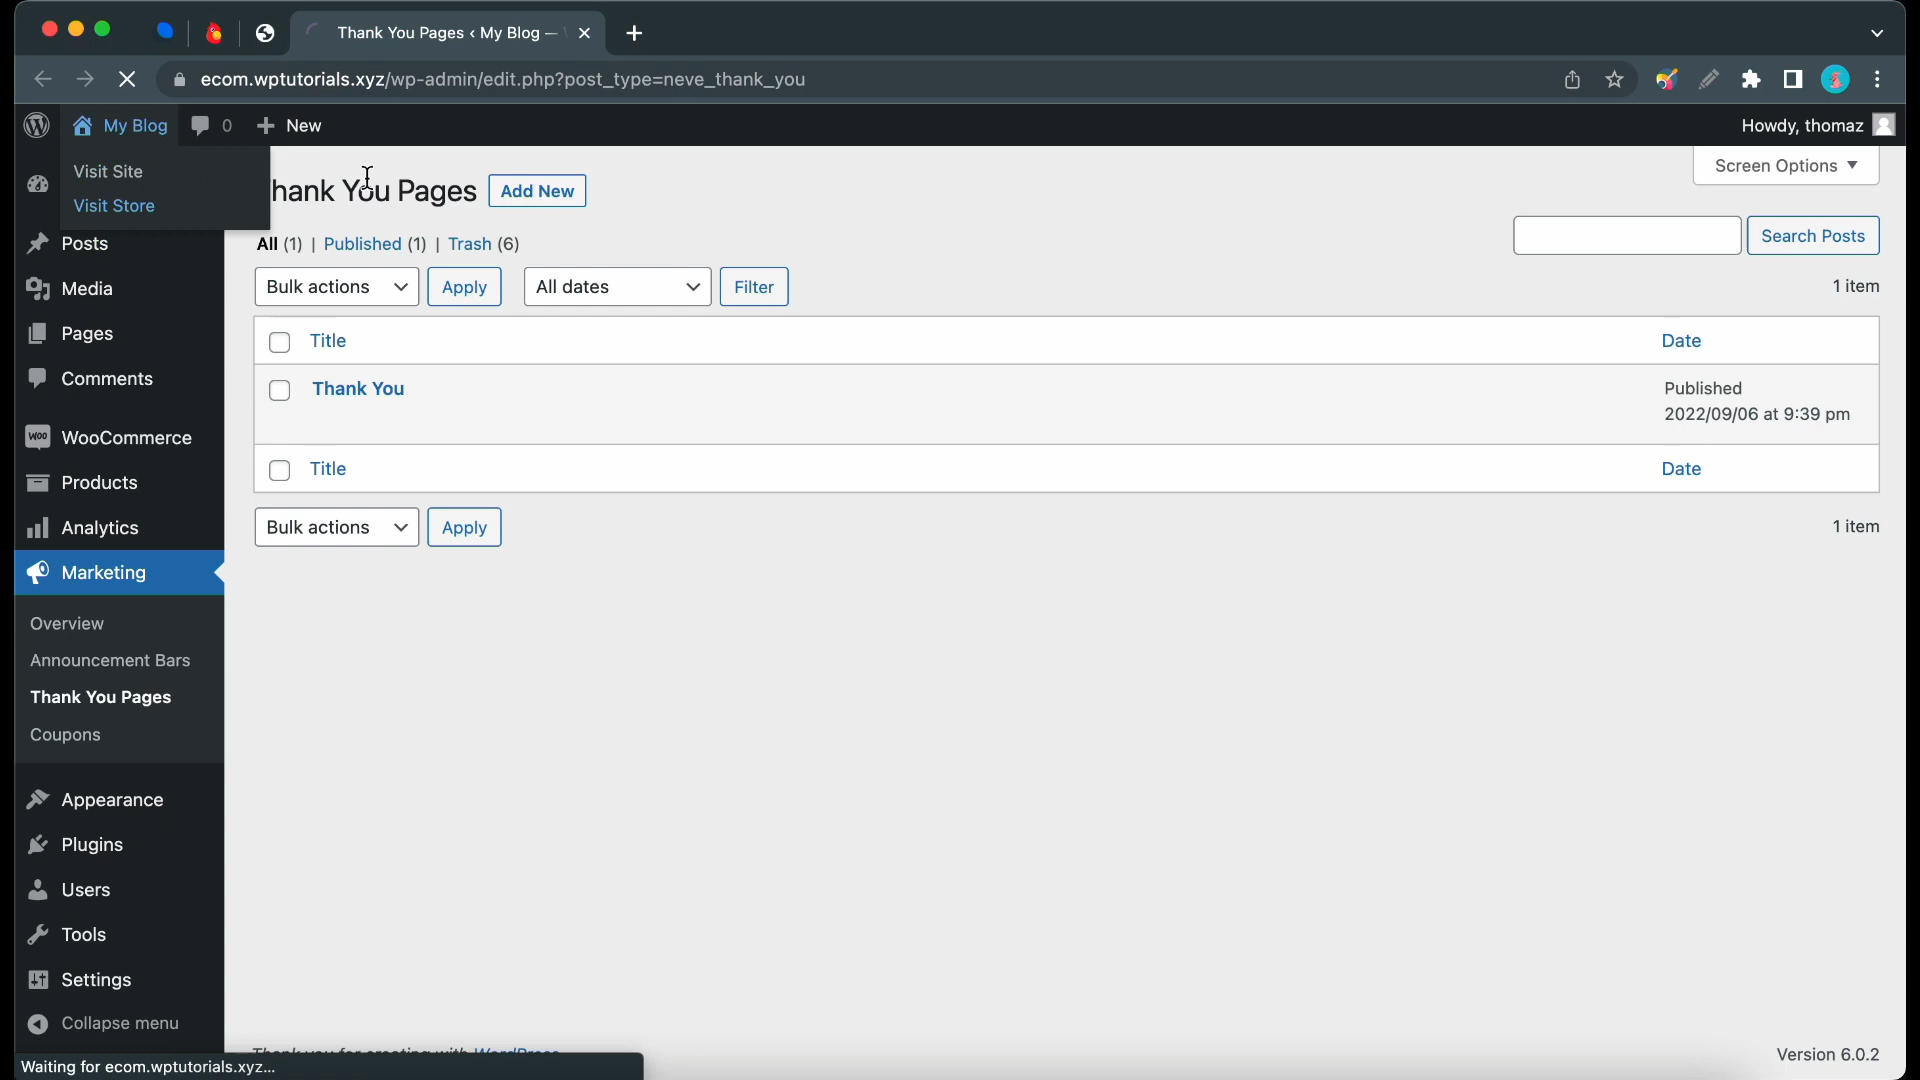 Thank You Pages ‹ My Blog —
ecom.wptutorials.xyz/wp-admin/edit.php?post_type=neve_thank_you
My Blog 0 New
Howdy, thomaz
Visit Site
Visit Store
hank You Pages Add New
Screen Options
Posts
Media
Pages
Comments
WOO WooCommerce
Products
Analytics
Marketing
Overview
Announcement Bars
Thank You Pages
Coupons
Appearance
Plugins
Users
Tools
Settings
Collapse menu
All (1) | Published (1) | Trash (6)
Search Posts
Bulk actions Apply All dates Filter
1 item
Title Date
Thank You Published
2022/09/06 at 9:39 pm
Title Date
Bulk actions Apply
1 item
Thank you for creating with WordPress
Version 6.0.2
Waiting for ecom.wptutorials.xyz...